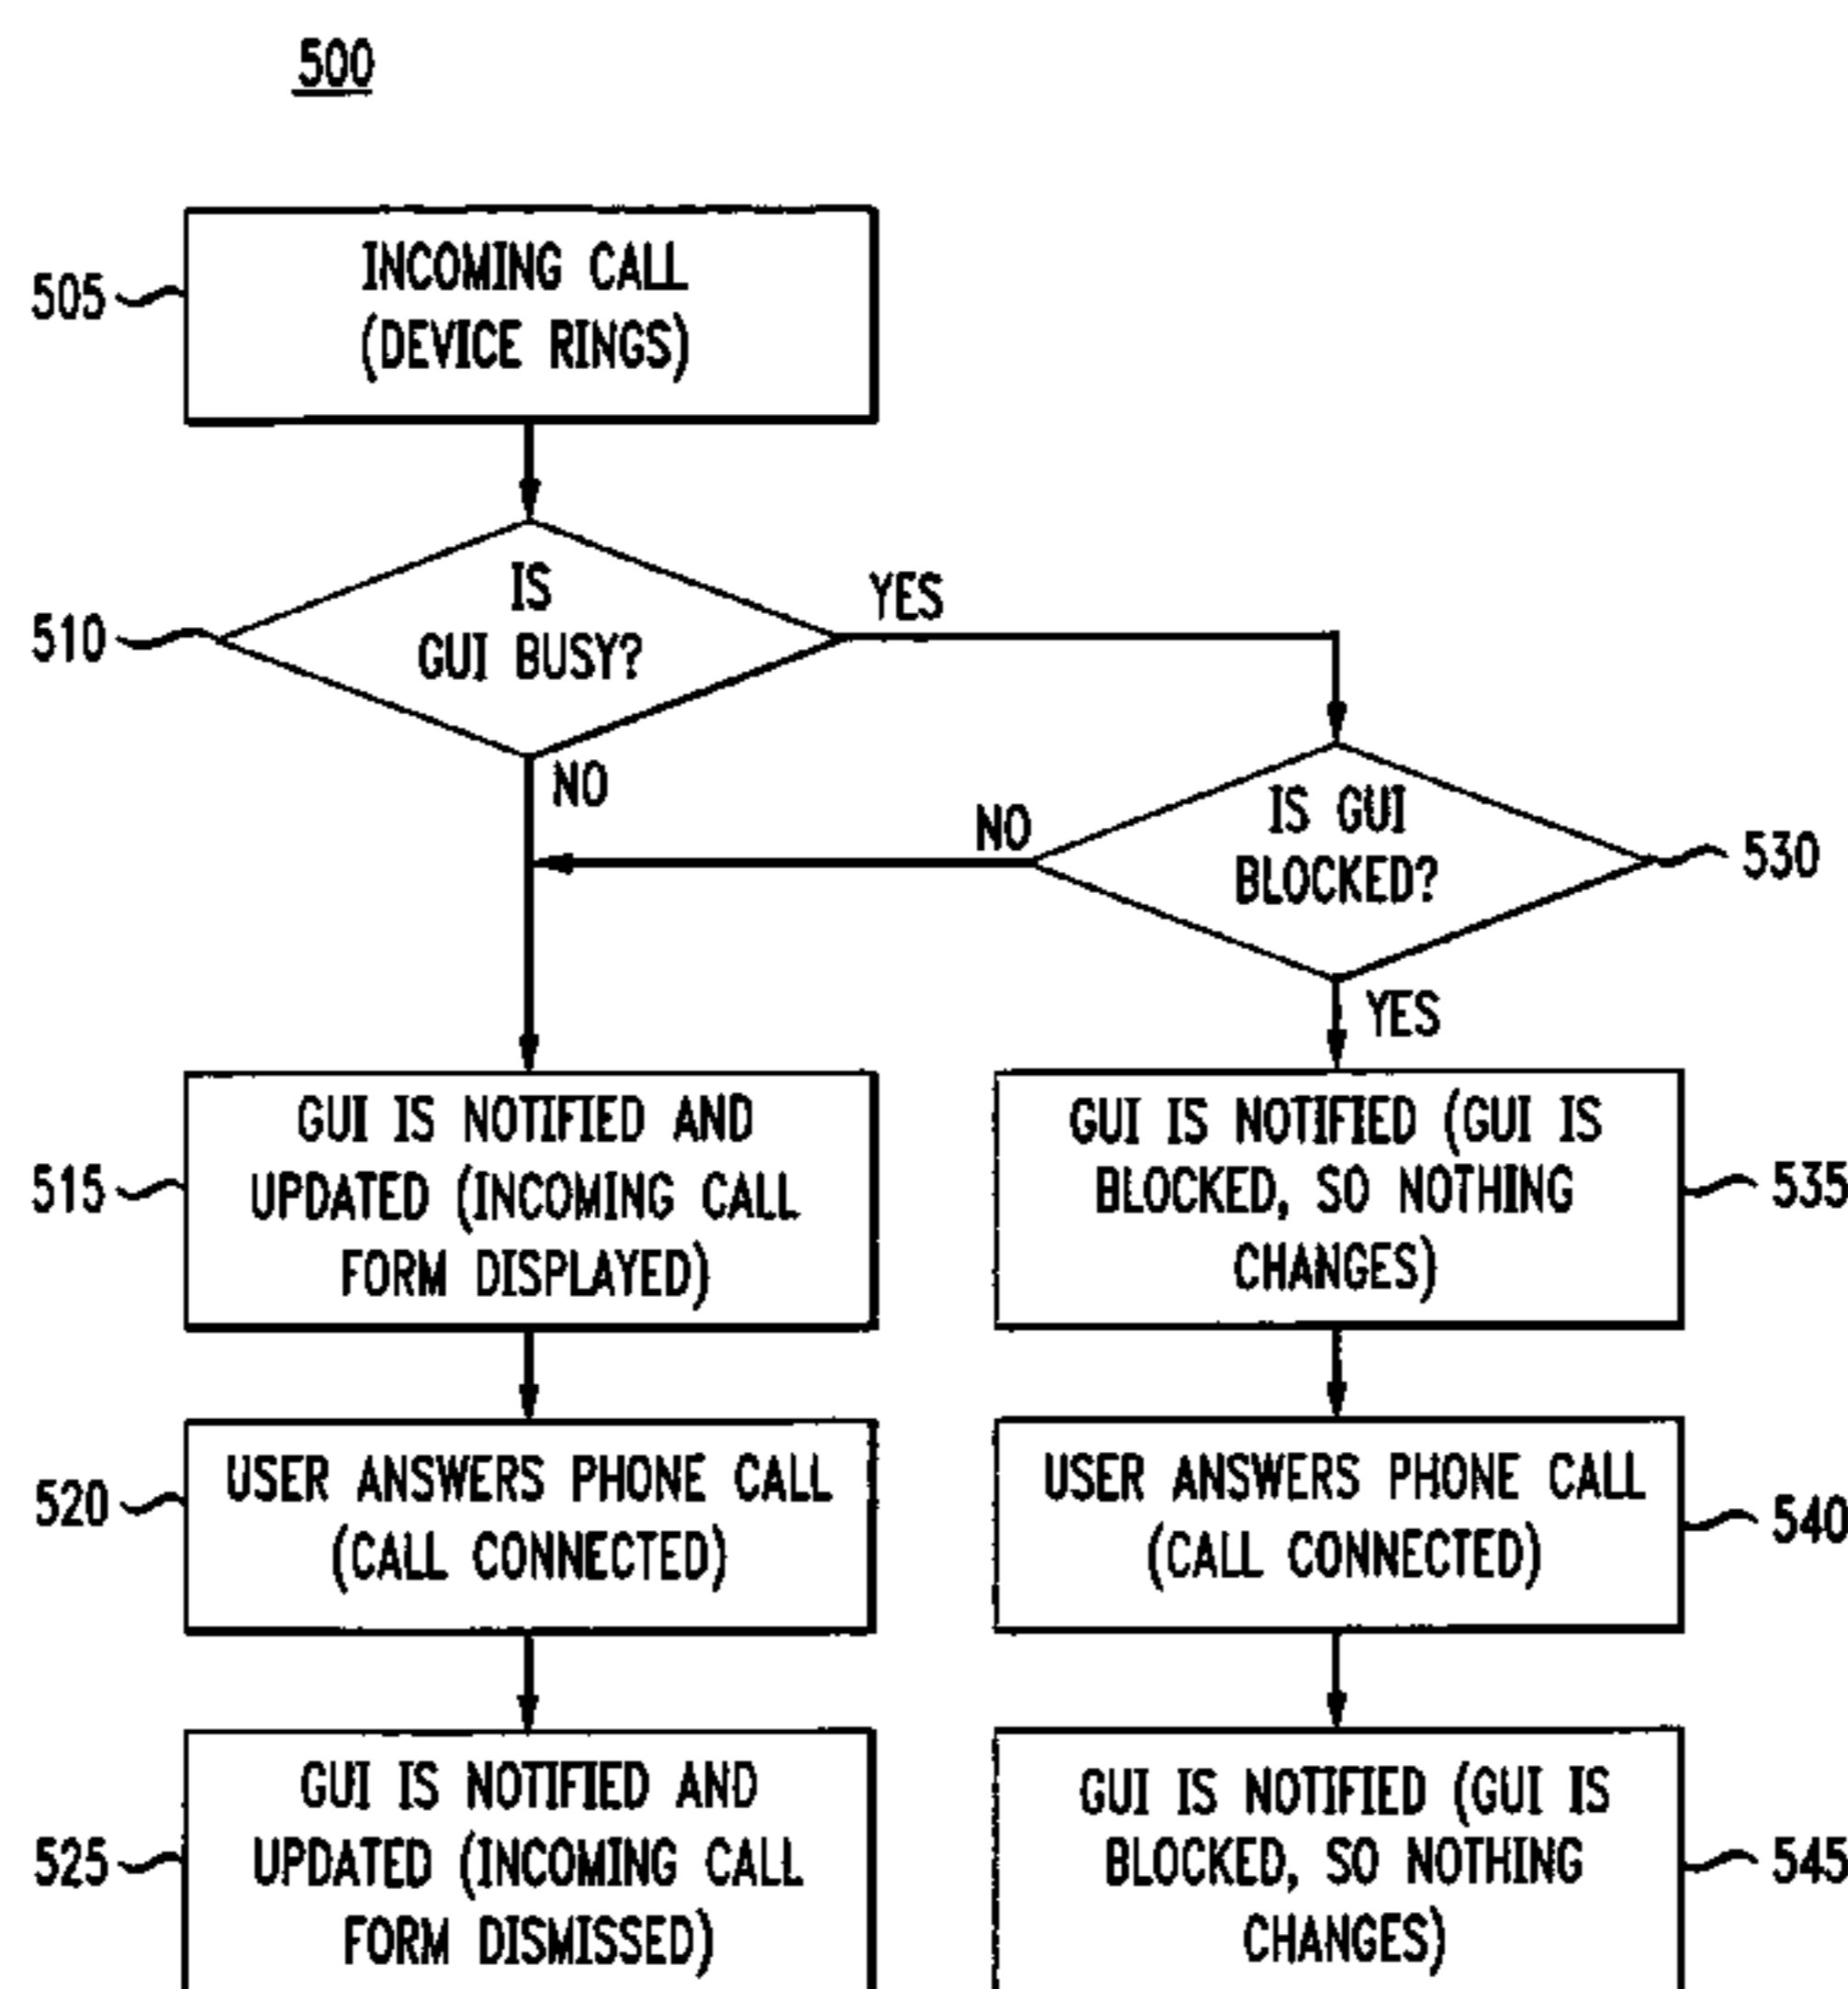 500
505
INCOMING CALL
(DEVICE RINGS)
510
IS
GUI BUSY?
YES
NO
NO
IS GUI
BLOCKED?
530
YES
515
GUI IS NOTIFIED AND
UPDATED (INCOMING CALL
FORM DISPLAYED)
GUI IS NOTIFIED (GUI IS
BLOCKED, SO NOTHING
CHANGES)
535
520
USER ANSWERS PHONE CALL
(CALL CONNECTED)
USER ANSWERS PHONE CALL
(CALL CONNECTED)
540
525
GUI IS NOTIFIED AND
UPDATED (INCOMING CALL
FORM DISMISSED)
GUI IS NOTIFIED (GUI IS
BLOCKED, SO NOTHING
CHANGES)
545